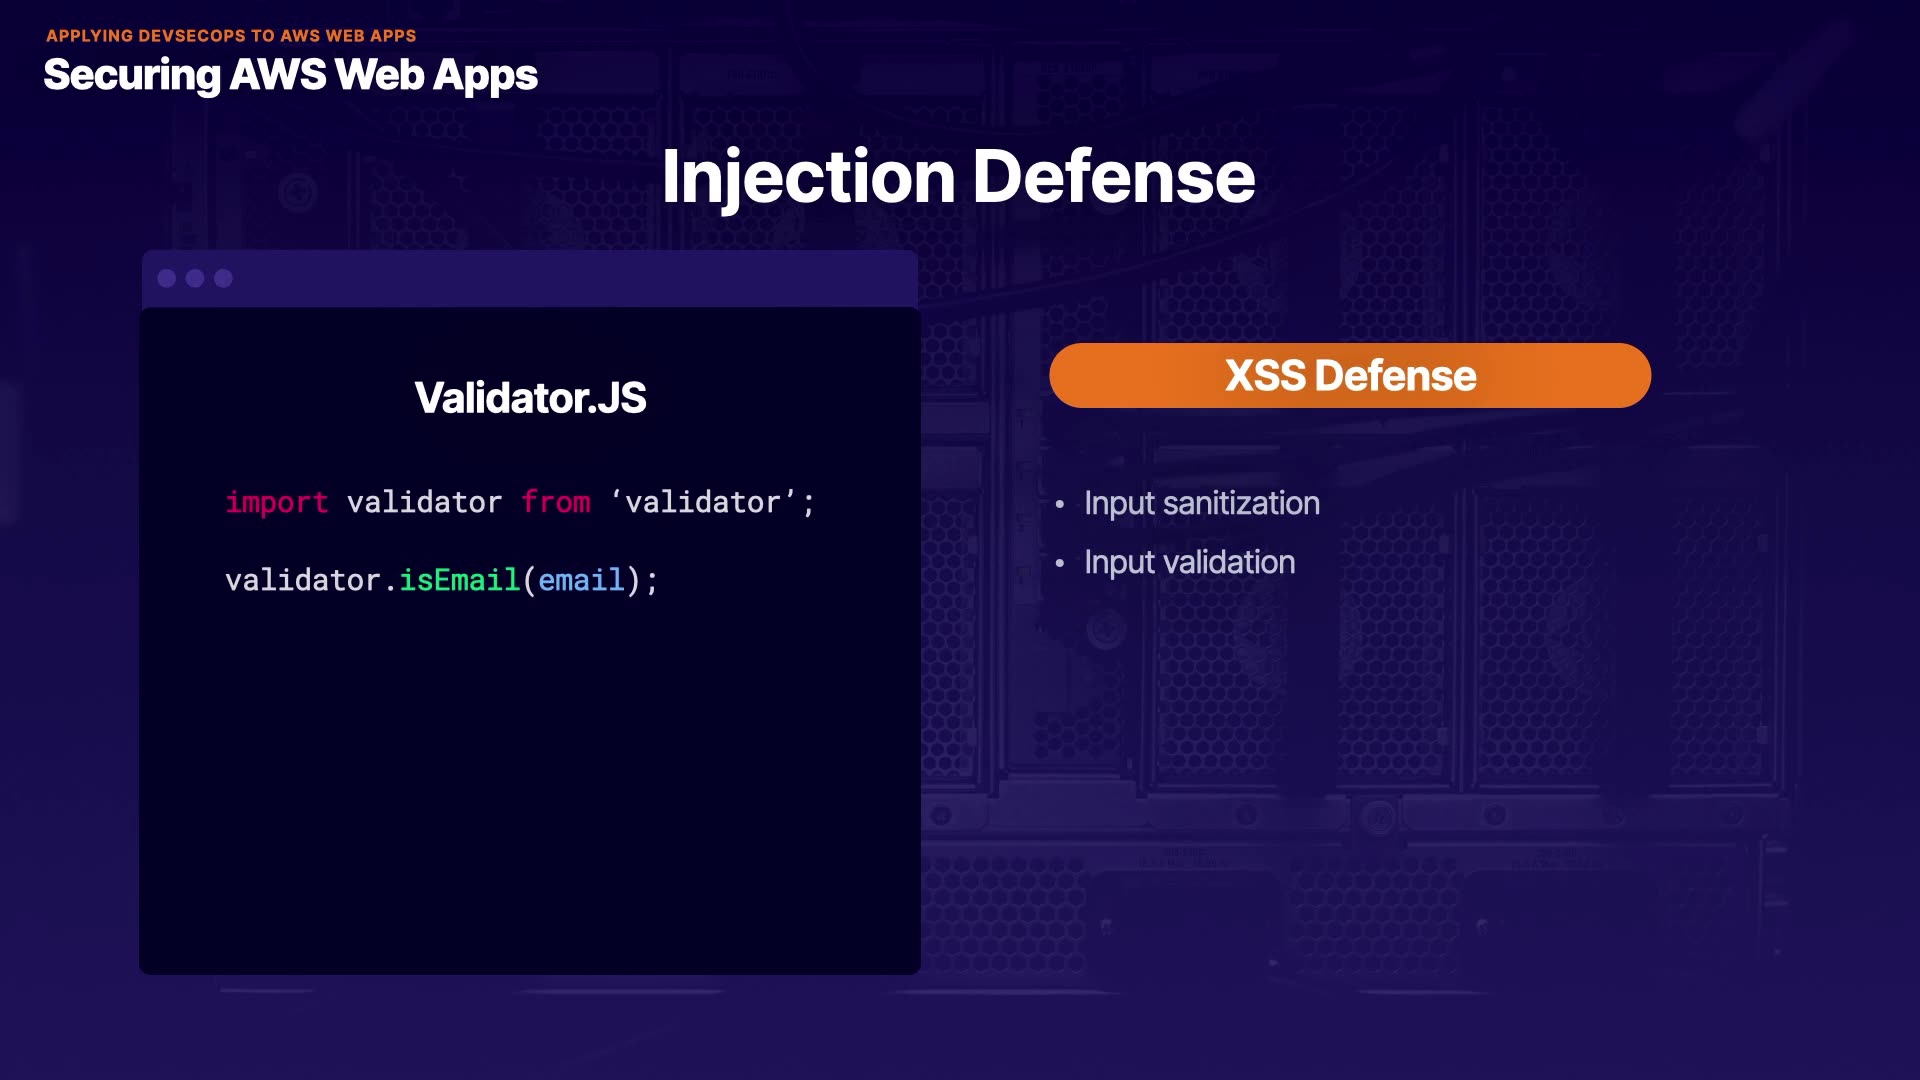 APPLYING DEVSECOPS TO AWS WEB APPS
Securing AWS Web Apps
Injection Defense
Validator.JS
import validator from ‘validator’;
validator.isEmail(email);
XSS Defense
• Input sanitization
• Input validation